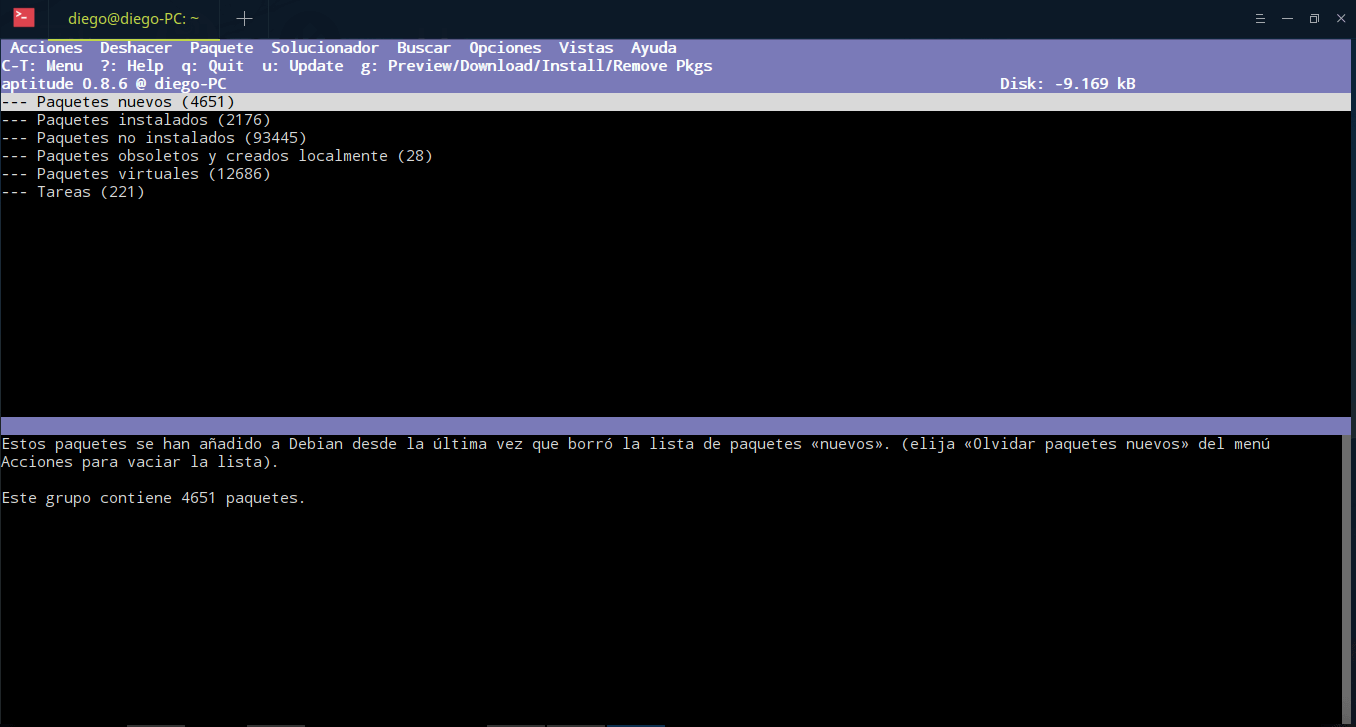 diego@diego-PC: ~
Acciones Deshacer Paquete Solucionador Buscar Opciones Vistas Ayuda
C-T: Menu ?: Help q: Quit u: Update g: Preview/Download/Install/Remove Pkgs
aptitude 0.8.6 @ diego-PC Disk: -9.169 kB
--- Paquetes nuevos (4651)
--- Paquetes instalados (2176)
--- Paquetes no instalados (93445)
--- Paquetes obsoletos y creados localmente (28)
--- Paquetes virtuales (12686)
--- Tareas (221)
Estos paquetes se han añadido a Debian desde la última vez que borró la lista de paquetes «nuevos». (elija «Olvidar paquetes nuevos» del menú
Acciones para vaciar la lista).
Este grupo contiene 4651 paquetes.